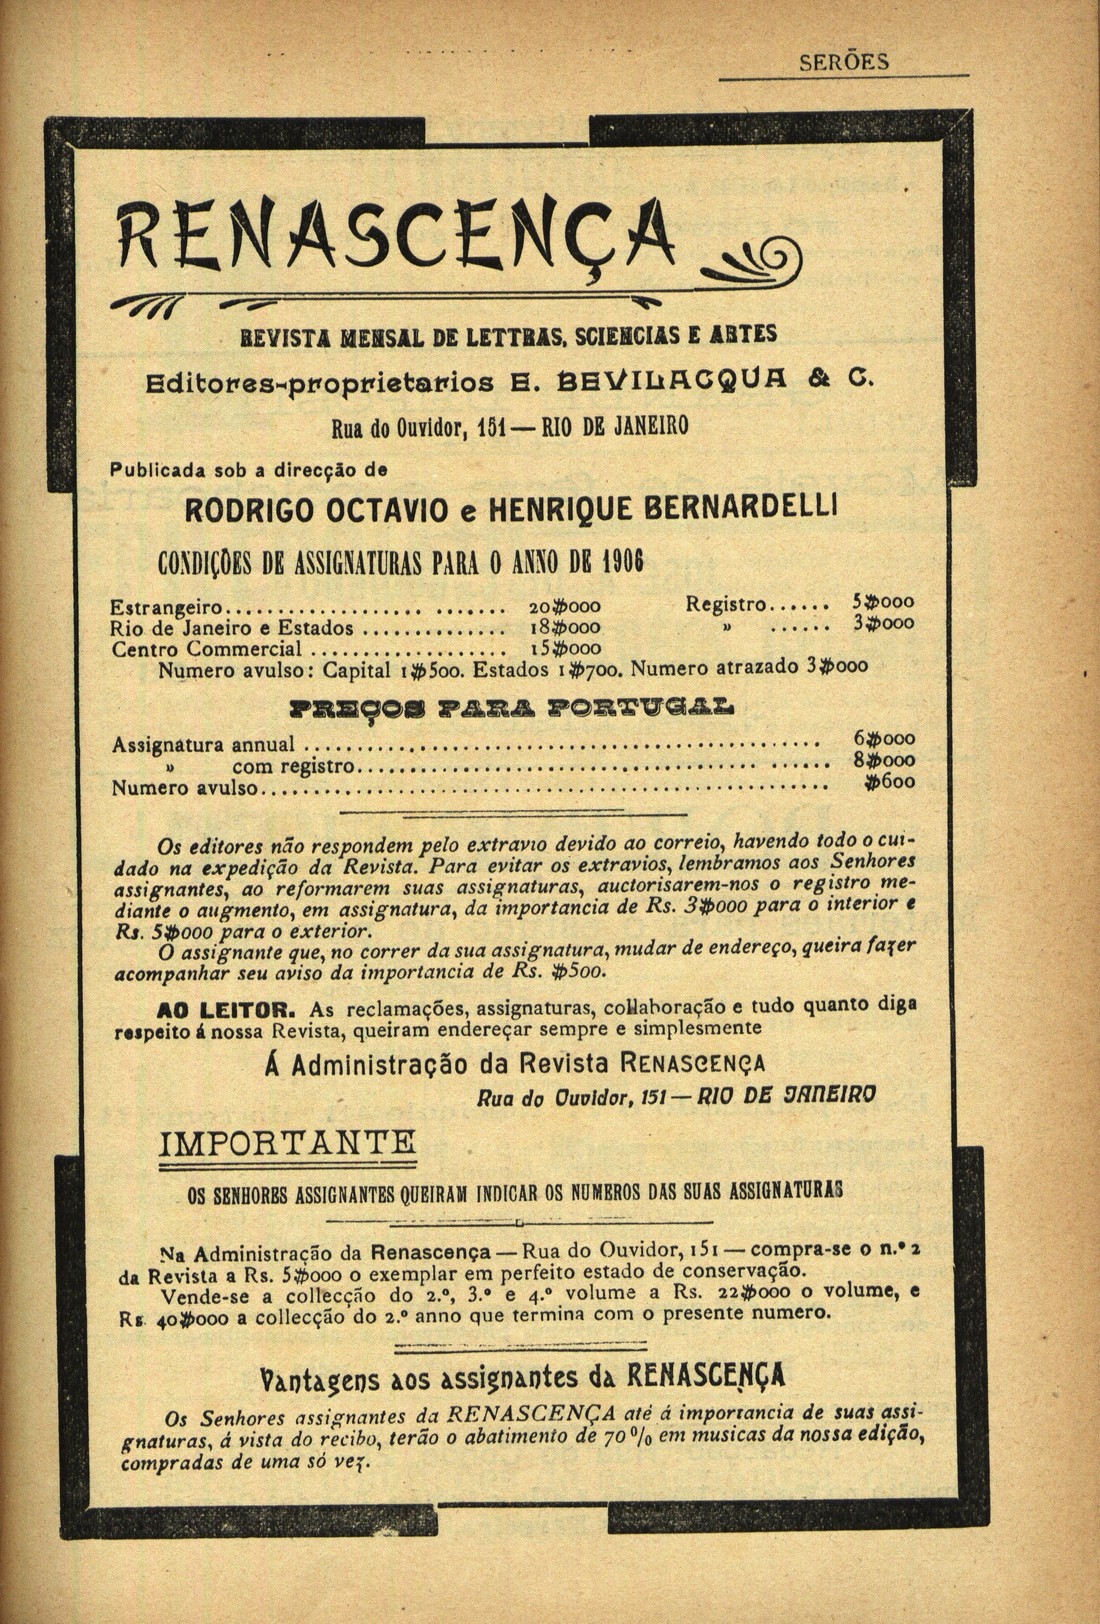 SERÕES
RENASCENÇA
REVISTA MENSAL DE LETTRAS, SCIENCIAS E ARTES
Editores-proprietarios E. BEVILACQUA & C.
Rua do Ouvidor, 151 — RIO DE JANEIRO
Publicada sob a direcção de
RODRIGO OCTAVIO e HENRIQUE BERNARDELLI
CONDIÇÕES DE ASSIGNATURAS PARA O ANNO DE 1906
Estrangeiro.................. ....... 20$000 Registro...... 5$000
Rio de Janeiro e Estados .............. 18$000 » ...... 3$000
Centro Commercial ................... 15$000
Numero avulso: Capital 1$500. Estados 1$700. Numero atrazado 3$000
PREÇOS PARA PORTUGAL
Assignatura annual .................................................. 6$000
» com registro...................................... ...... 8$000
Numero avulso....................................................... $600
Os editores não respondem pelo extravio devido ao correio, havendo todo o cui-
dado na expedição da Revista. Para evitar os extravios, lembramos aos Senhores
assignantes, ao reformarem suas assignaturas, auctorisarem-nos o registro me-
diante o augmento, em assignatura, da importancia de Rs. 3$000 para o interior e
Rs. 5$000 para o exterior.
O assignante que, no correr da sua assignatura, mudar de endereço, queira fazer
acompanhar seu aviso da importancia de Rs. $500.
AO LEITOR. As reclamações, assignaturas, collaboração e tudo quanto diga
respeito á nossa Revista, queiram endereçar sempre e simplesmente
Á Administração da Revista RENASCENÇA
Rua do Ouvidor, 151 — RIO DE JANEIRO
IMPORTANTE
OS SENHORES ASSIGNANTES QUEIRAM INDICAR OS NUMEROS DAS SUAS ASSIGNATURAS
Na Administração da Renascença — Rua do Ouvidor, 151 — compra-se o n.º 2
da Revista a Rs. 5$000 o exemplar em perfeito estado de conservação.
Vende-se a collecção do 2.º, 3.º e 4.º volume a Rs. 22$000 o volume, e
Rs. 40$000 a collecção do 2.º anno que termina com o presente numero.
Vantagens aos assignantes da RENASCENÇA
Os Senhores assignantes da RENASCENÇA até á importancia de suas assi-
gnaturas, á vista do recibo, terão o abatimento de 70% em musicas da nossa edição,
compradas de uma só vez.